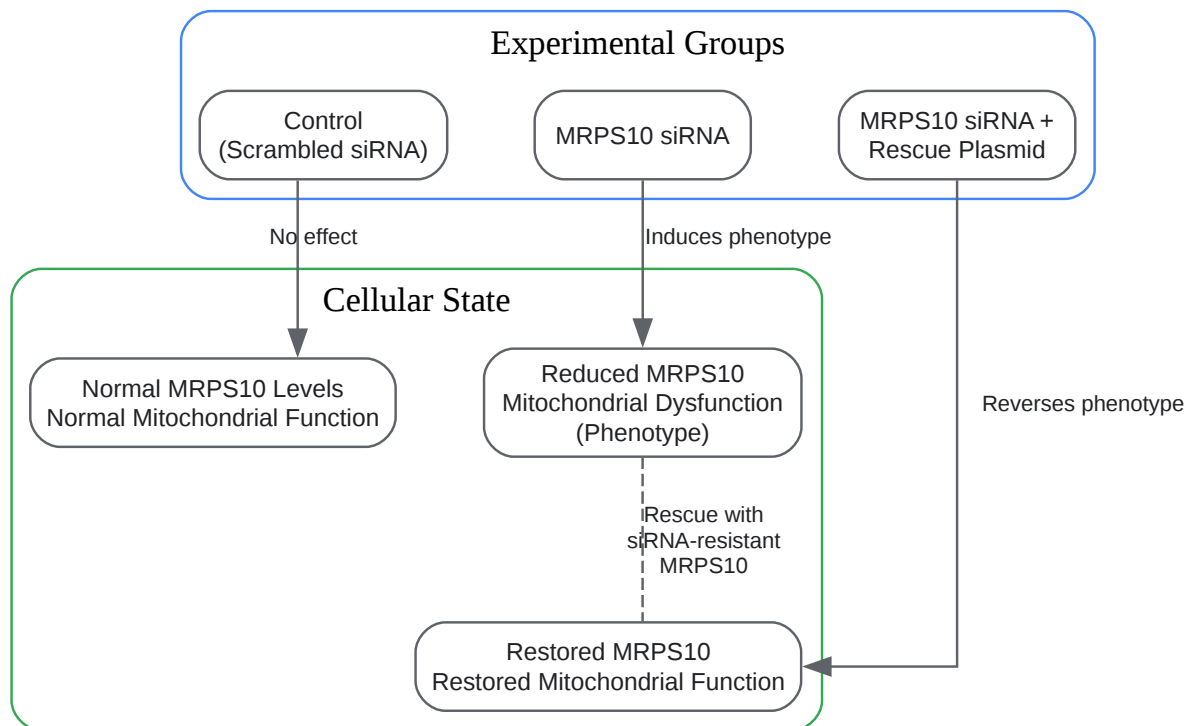 Experimental Groups
Control
(Scrambled siRNA)
MRPS10 siRNA
MRPS10 siRNA +
Rescue Plasmid
No effect
Induces phenotype
Cellular State
Normal MRPS10 Levels
Normal Mitochondrial Function
Reduced MRPS10
Mitochondrial Dysfunction
(Phenotype)
Reverses phenotype
Rescue with
siRNA-resistant
MRPS10
Restored MRPS10
Restored Mitochondrial Function